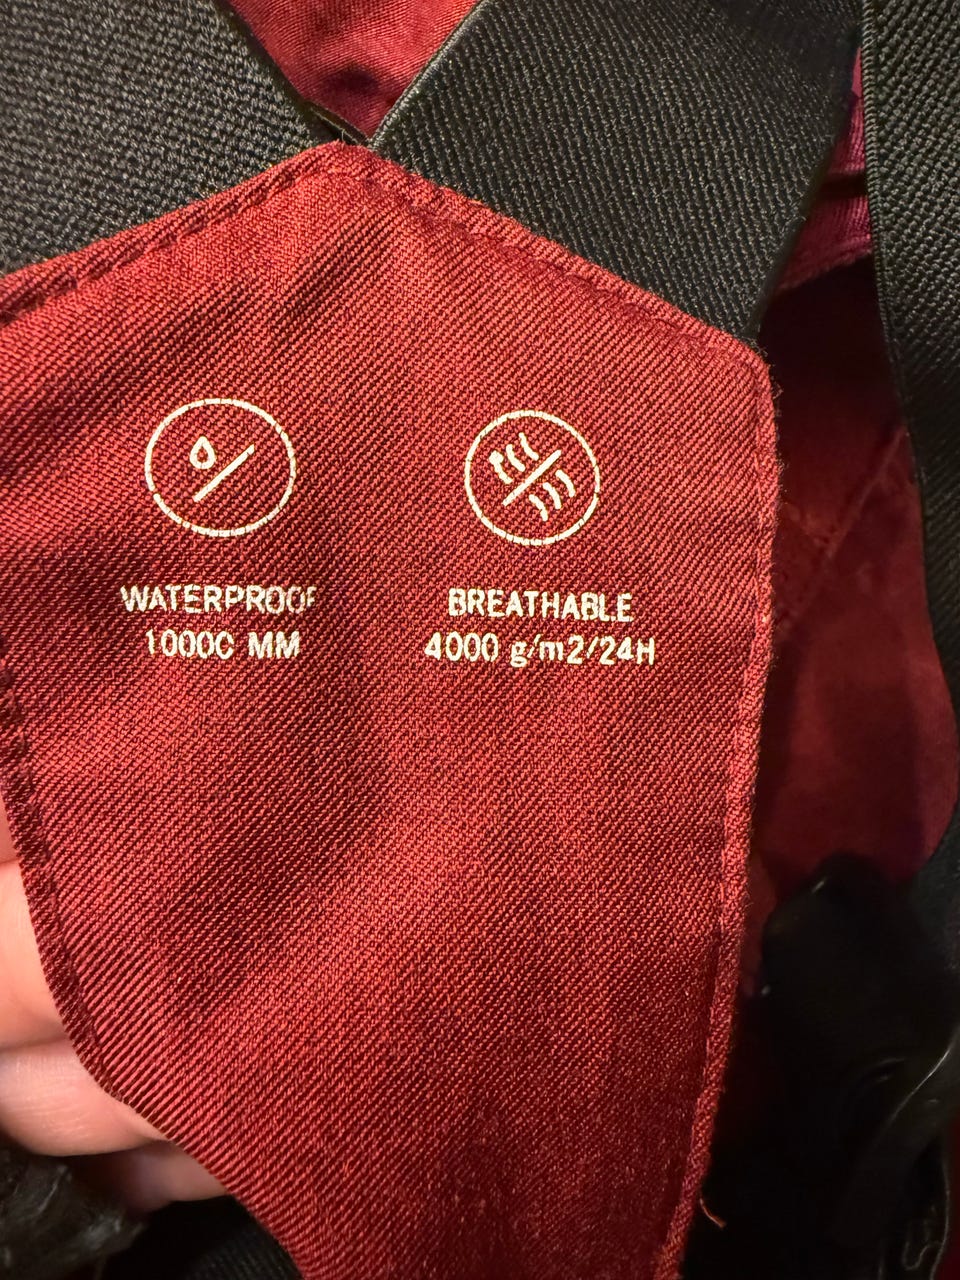 WATERPROOF
10000 MM
BREATHABLE
4000 g/m2/24H